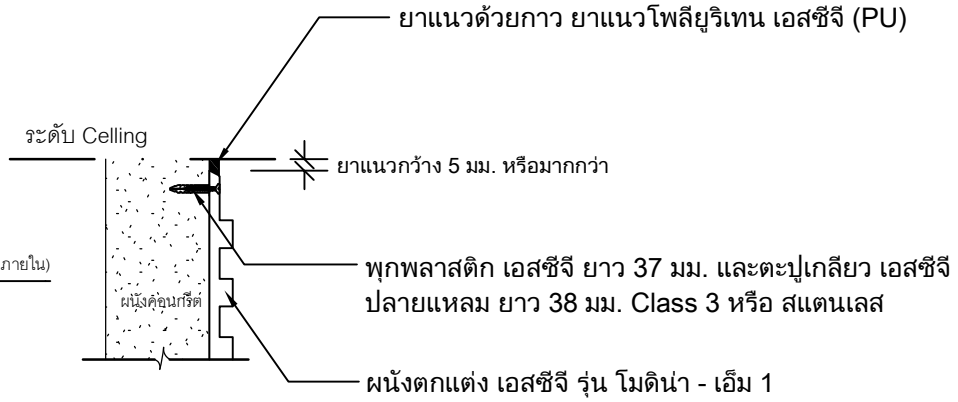 ยาแนวด้วยกาว ยาแนวโพลียูริเทน เอสซีจี (PU)
ระดับ Celling
ยาแนวกว้าง 5 มม. หรือมากกว่า
ภายใน)
พุกพลาสติก เอสซีจี ยาว 37 มม. และตะปูเกลียว เอสซีจี
ปลายแหลม ยาว 38 มม. Class 3 หรือ สแตนเลส
ผนังคอนกรีต
ผนังตกแต่ง เอสซีจี รุ่น โมดิน่า - เอ็ม 1